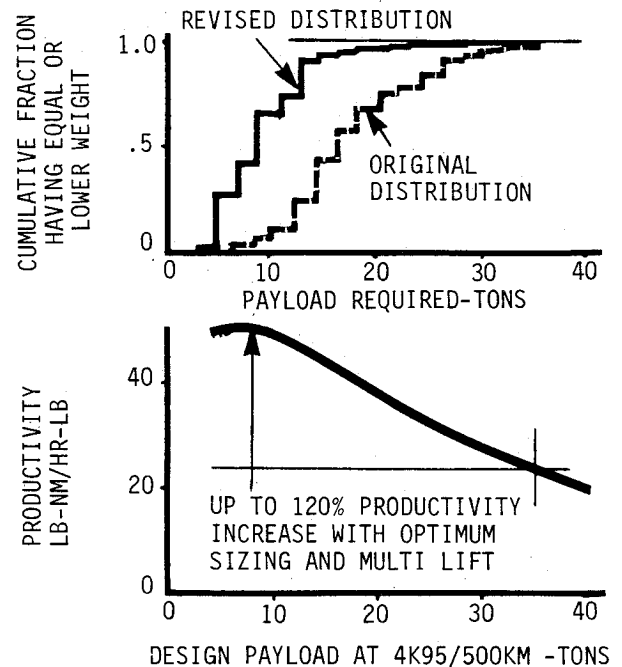 REVISED DISTRIBUTION
CUMULATIVE FRACTION
HAVING EQUAL OR
LOWER WEIGHT
1.0
.5
0
ORIGINAL
DISTRIBUTION
0
10
20
30
40
PAYLOAD REQUIRED-TONS
PRODUCTIVITY
LB-NM/HR-LB
40
20
0
UP TO 120% PRODUCTIVITY
INCREASE WITH OPTIMUM
SIZING AND MULTI LIFT
0
10
20
30
40
DESIGN PAYLOAD AT 4K95/500KM -TONS